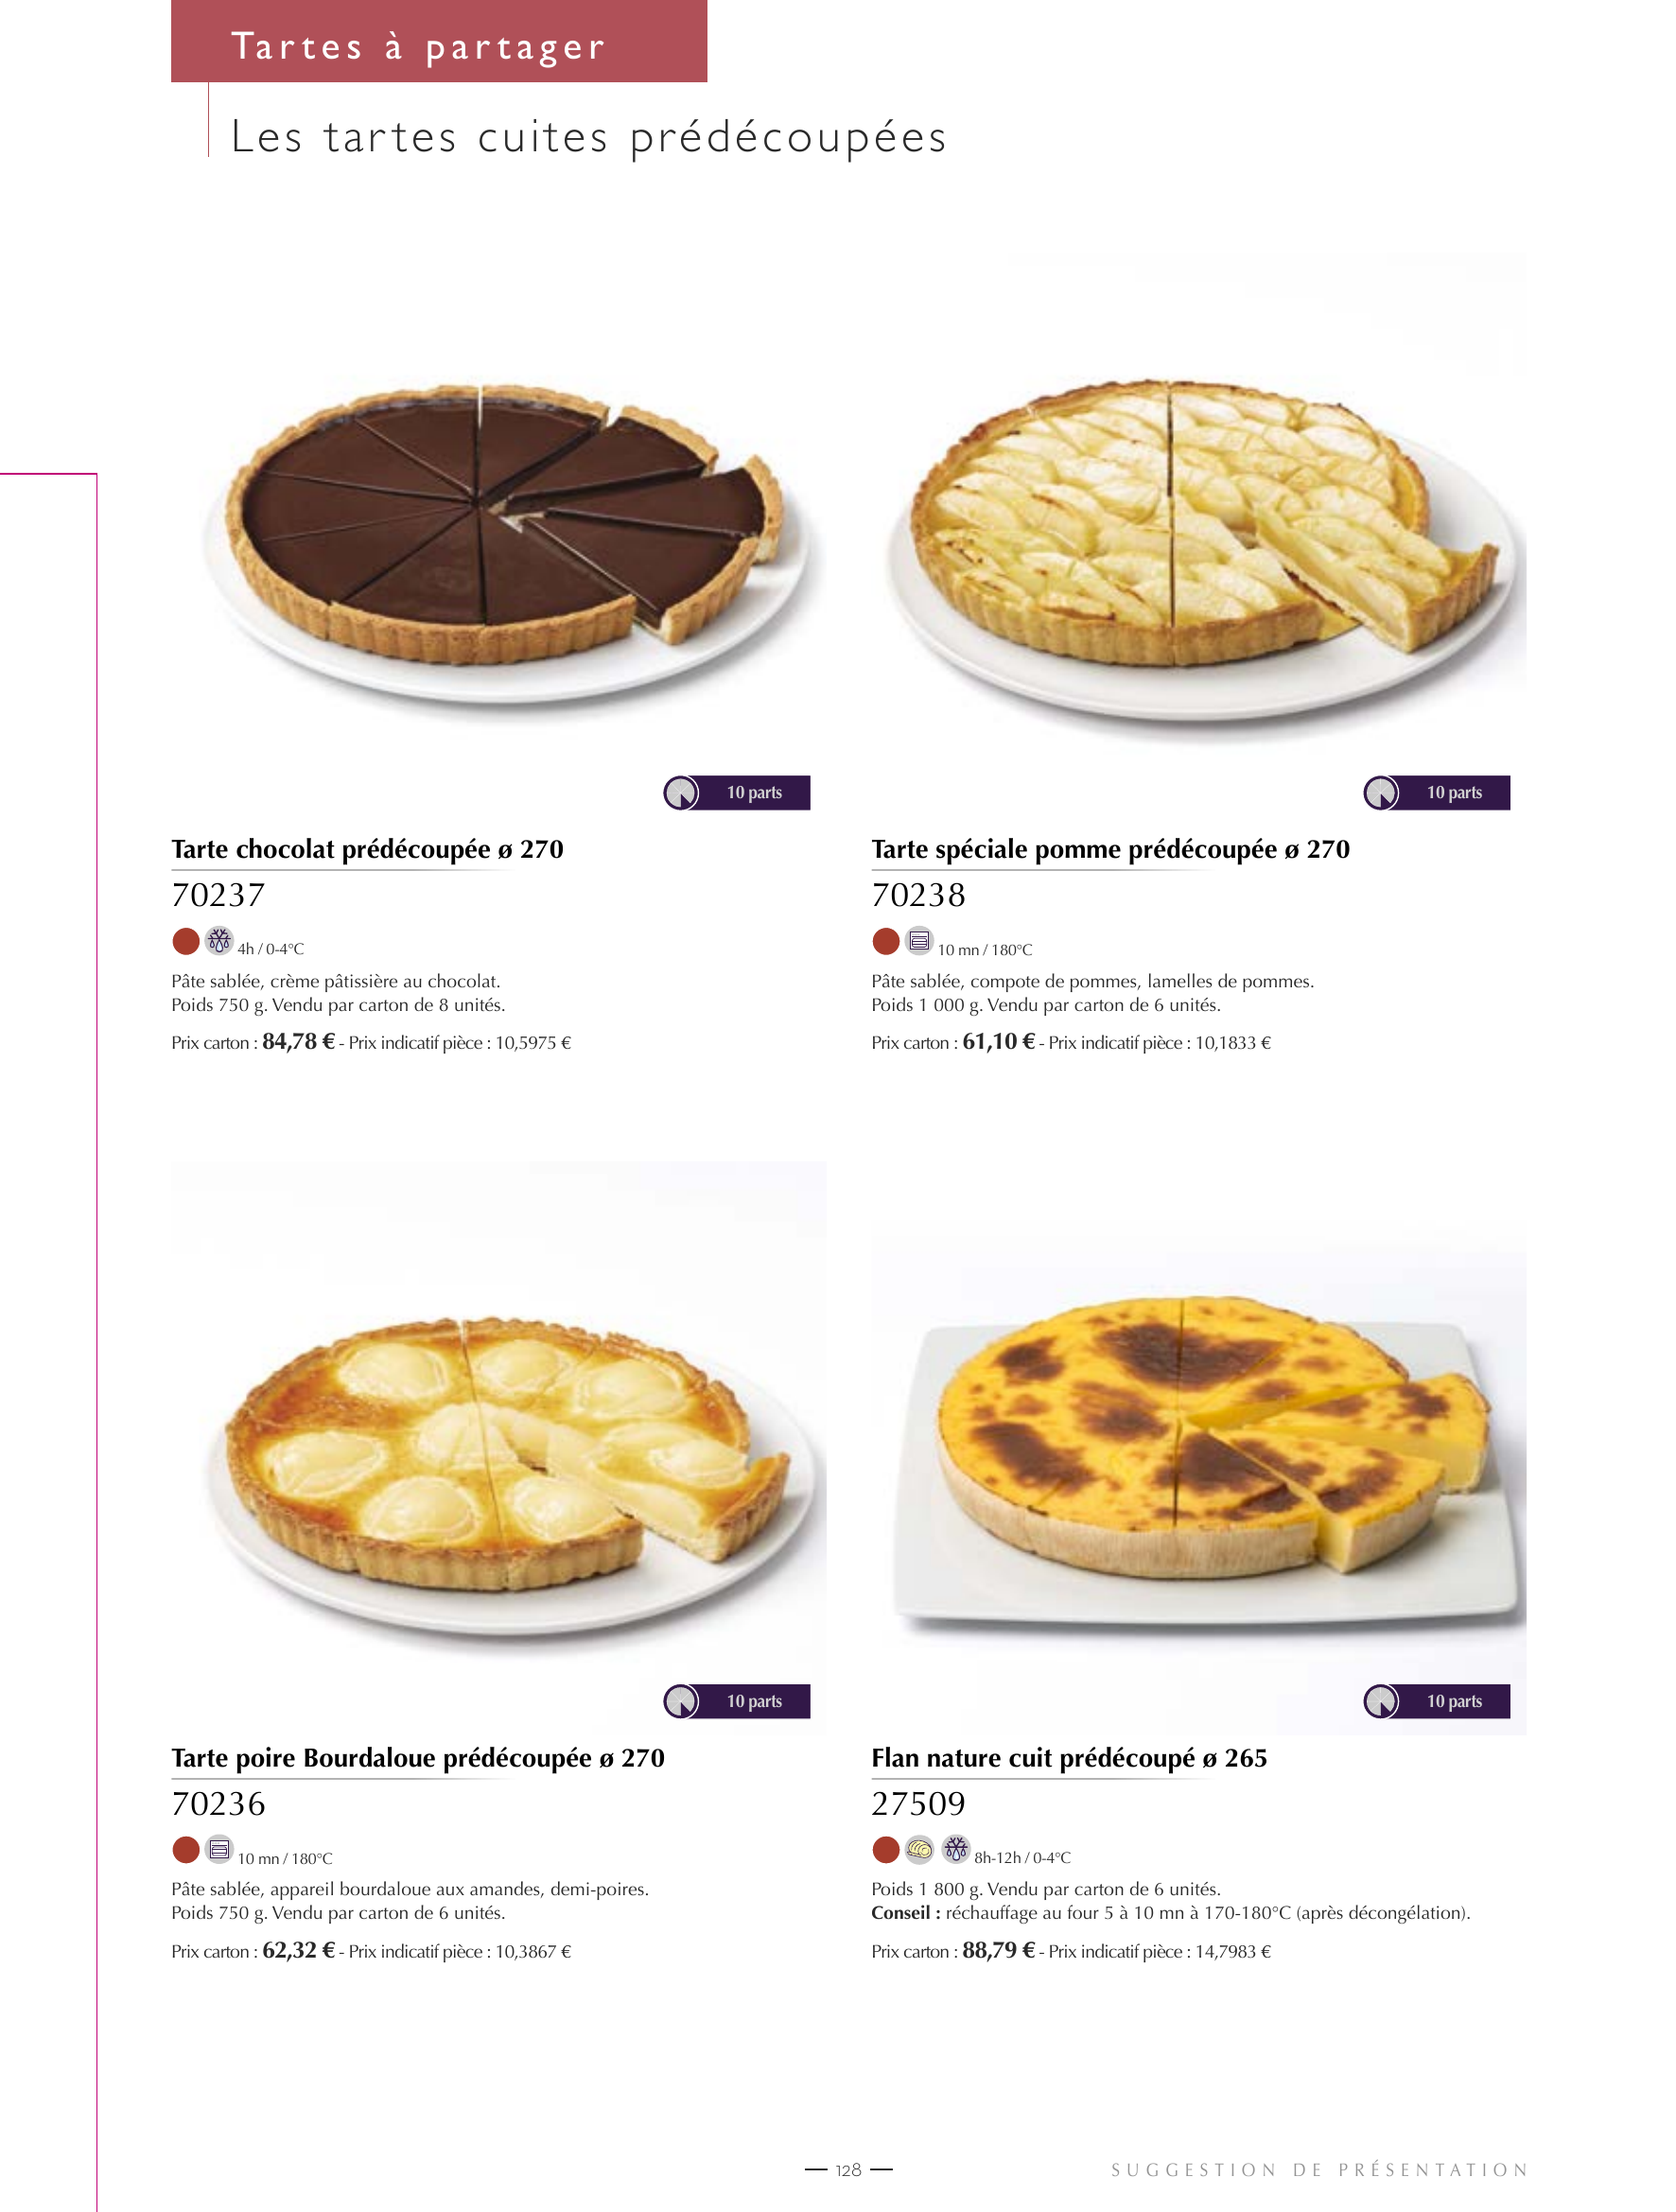 Tartes à partager
Les tartes cuites prédécoupées
10 parts
Tarte chocolat prédécoupée ø 270
70237
4h / 0-4°C
Pâte sablée, crème pâtissière au chocolat.
Poids 750 g. Vendu par carton de 8 unités.
Prix carton : 84,78 € - Prix indicatif pièce : 10,5975 €
10 parts
Tarte spéciale pomme prédécoupée ø 270
70238
10 mn / 180°C
Pâte sablée, compote de pommes, lamelles de pommes.
Poids 1 000 g. Vendu par carton de 6 unités.
Prix carton : 61,10 € - Prix indicatif pièce : 10,1833 €
10 parts
Tarte poire Bourdaloue prédécoupée ø 270
70236
10 mn / 180°C
Pâte sablée, appareil bourdaloue aux amandes, demi-poires.
Poids 750 g. Vendu par carton de 6 unités.
Prix carton : 62,32 € - Prix indicatif pièce : 10,3867 €
10 parts
Flan nature cuit prédécoupé ø 265
27509
8h-12h / 0-4°C
Poids 1 800 g. Vendu par carton de 6 unités.
Conseil : réchauffage au four 5 à 10 mn à 170-180°C (après décongélation).
Prix carton : 88,79 € - Prix indicatif pièce : 14,7983 €
128
SUGGESTION DE PRÉSENTATION